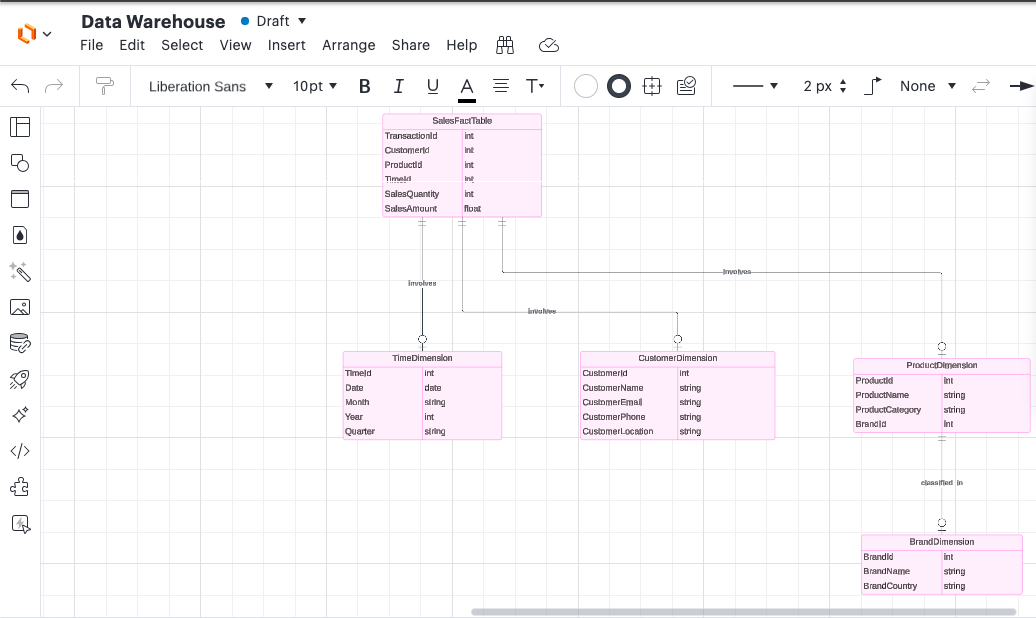 Data Warehouse Draft
File Edit Select View Insert Arrange Share Help
Liberation Sans 10pt B I U A T 2 px None
SalesFactTable
TransactionId int
CustomerId int
ProductId int
TimeId int
SalesQuantity int
SalesAmount float
involves
involves
involves
TimeDimension
TimeId int
Date date
Month string
Year int
Quarter string
CustomerDimension
CustomerId int
CustomerName string
CustomerEmail string
CustomerPhone string
CustomerLocation string
ProductDimension
ProductId int
ProductName string
ProductCategory string
BrandId int
classified in
BrandDimension
BrandId int
BrandName string
BrandCountry string